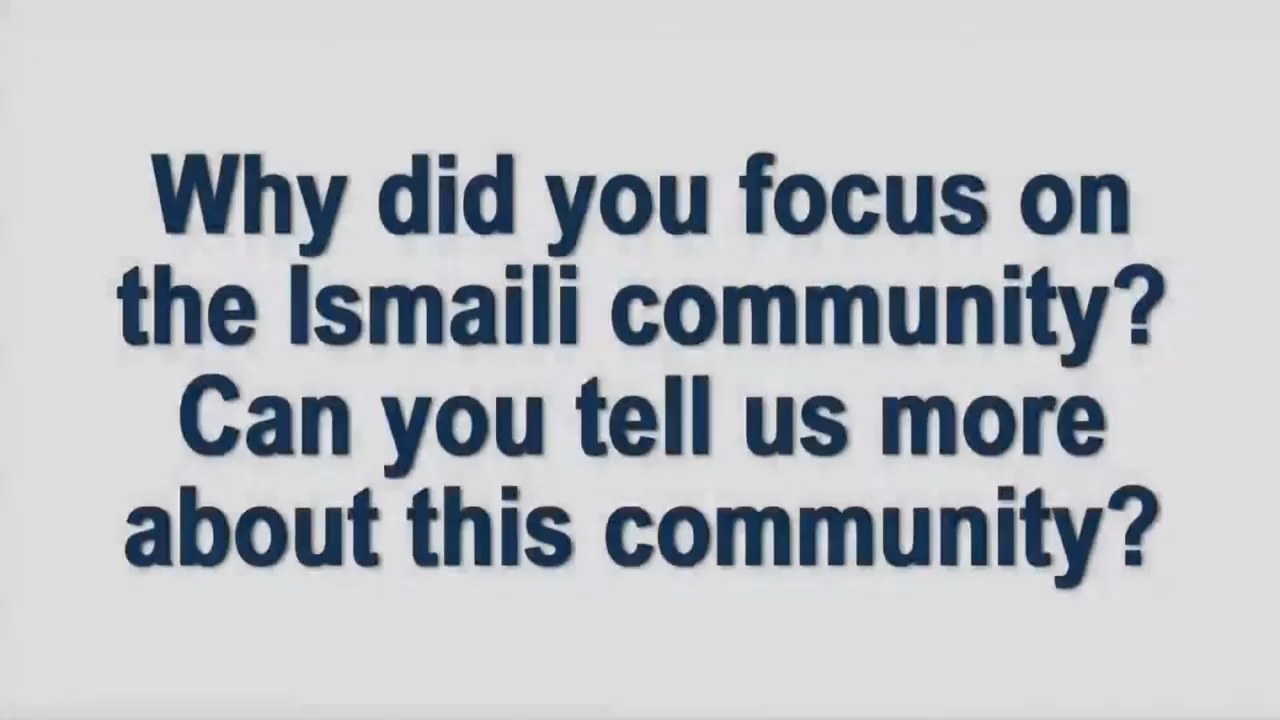 Why did you focus on
the Ismaili community?
Can you tell us more
about this community?